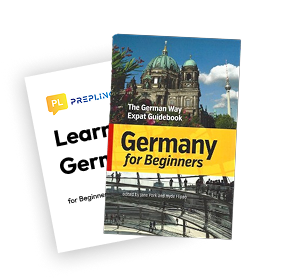 PL PREPLING
Learn
Germ
for Beginne
The German Way
Expat Guidebook
Germany
for Beginners
edited by Jane Park and Hyde Flippo